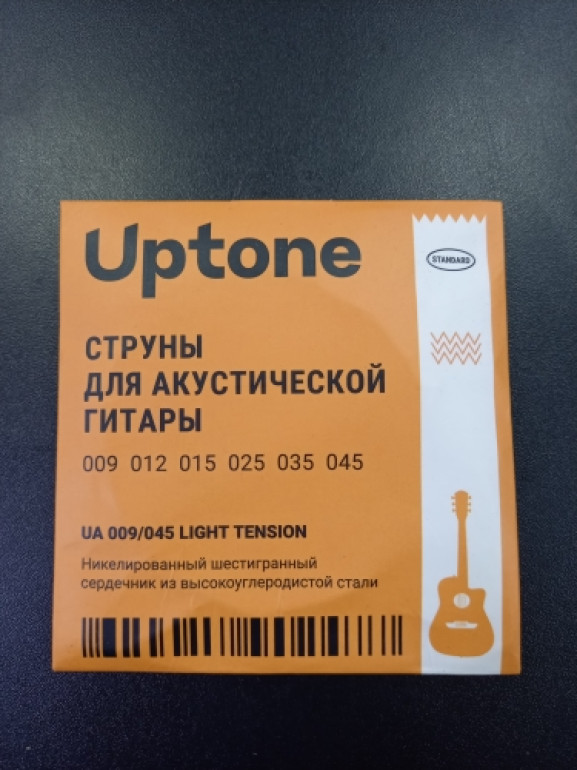 Uptone
STANDARD
СТРУНЫ
ДЛЯ АКУСТИЧЕСКОЙ
ГИТАРЫ
009 012 015 025 035 045
UA 009/045 LIGHT TENSION
Никелированный шестигранный
сердечник из высокоуглеродистой стали